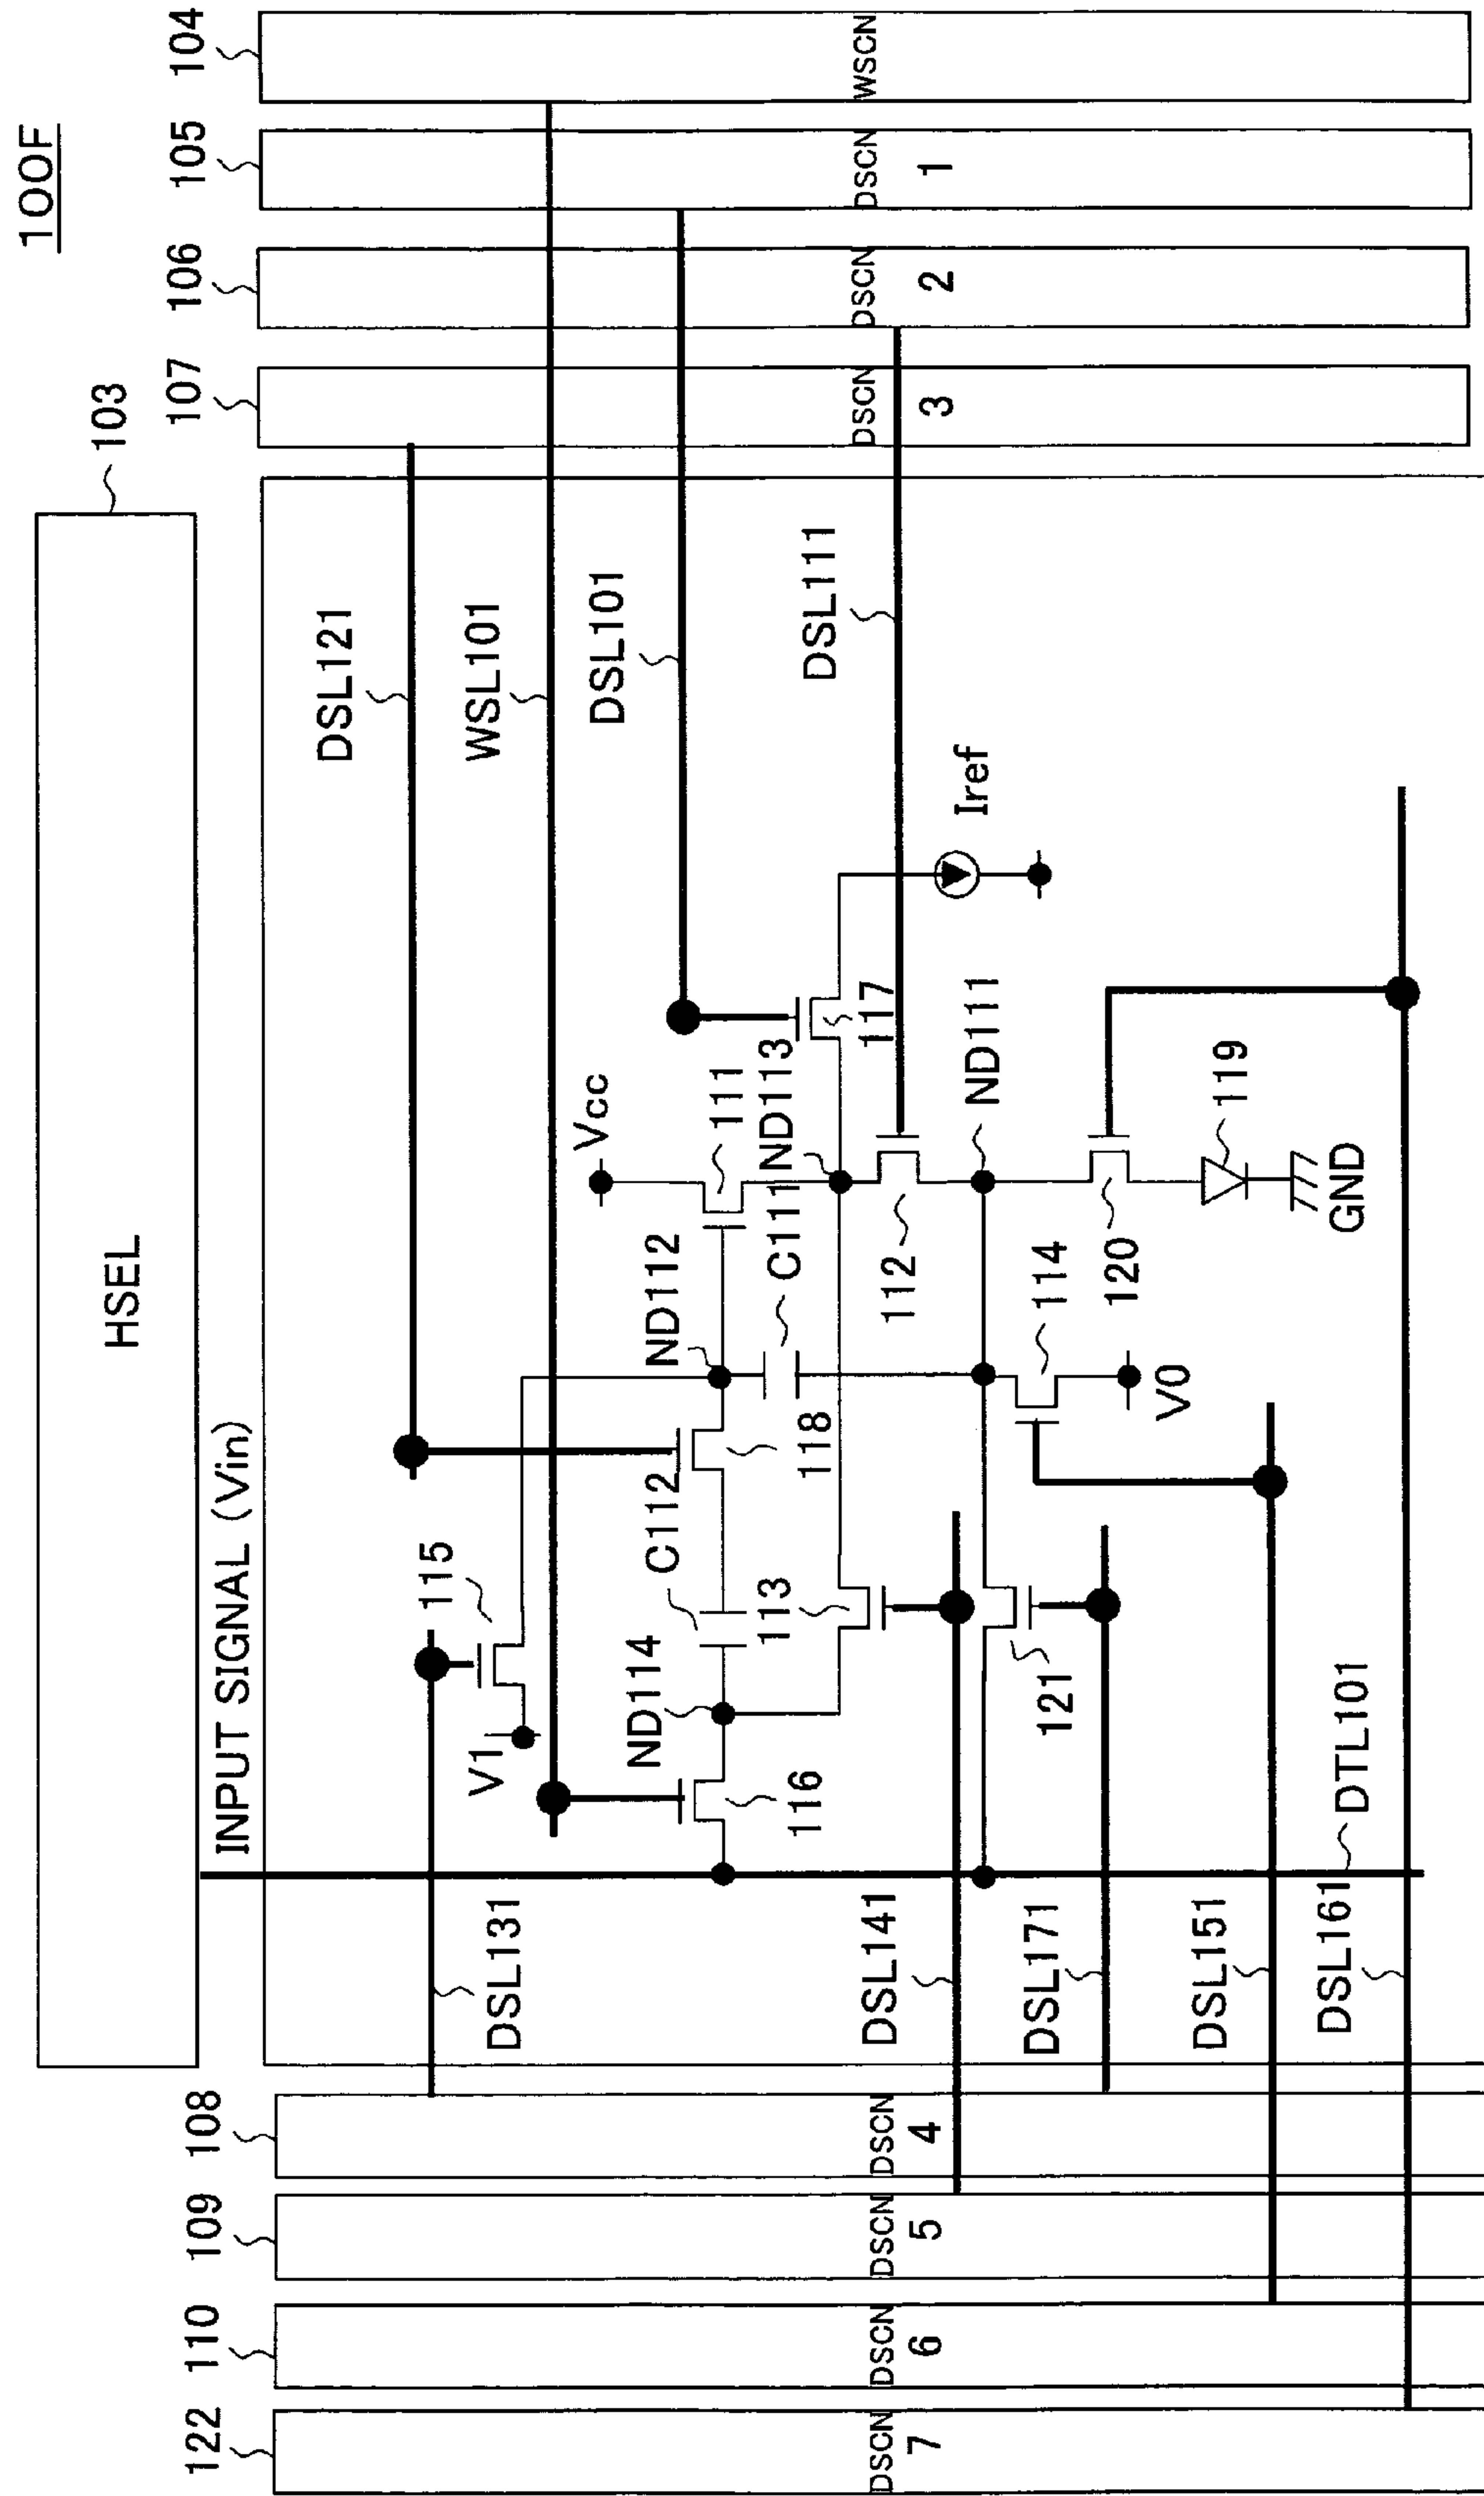 100F
103
HSEL
INPUT SIGNAL (Vin)
122
110
109
108
107
106
105
104
DSCN
7
DSCN
6
DSCN
5
DSCN
4
DSCN
3
DSCN
2
DSCN
1
WSCN
DSL121
WSL101
DSL101
DSL111
DSL131
V1
115
ND114
C112
118
ND112
C111
111
Vcc
ND113
117
Iref
116
113
112
ND111
DSL141
121
114
V0
120
119
GND
DSL171
DSL151
DSL161
DTL101